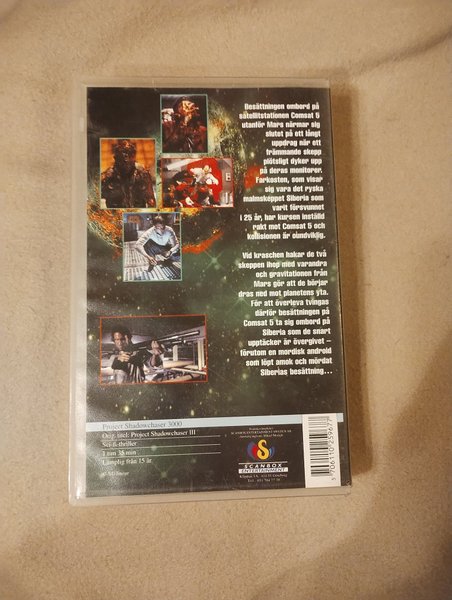 Besättningen ombord på
satellitstationen Comsat 5
utanför Mars närmar sig
slutet på ett långt
uppdrag när ett
främmande skepp
plötsligt dyker upp
på deras monitorer.
Farkosten, som visar
sig vara det ryska
malmskeppet Siberia som
varit försvunnet
i 25 år, har kursen inställd
rakt mot Comsat 5 och
kollisionen är oundviklig.
Vid kraschen hakar de två
skeppen ihop med varandra
och gravitationen från
Mars gör att de börjar
dras ned mot planetens yta.
För att överleva tvingas
därför besättningen på
Comsat 5 ta sig ombord på
Siberia som de snart
upptäcker är övergivet -
förutom en mordisk android
som löpt amok och mördat
Siberias besättning...
Project Shadowchaser 3000
Orig. titel: Project Shadowchaser III
Sci-fi-thriller
1 tim 35 min
Lämplig från 15 år.
S
SCANBOX
ENTERTAINMENT
5706110259677
E